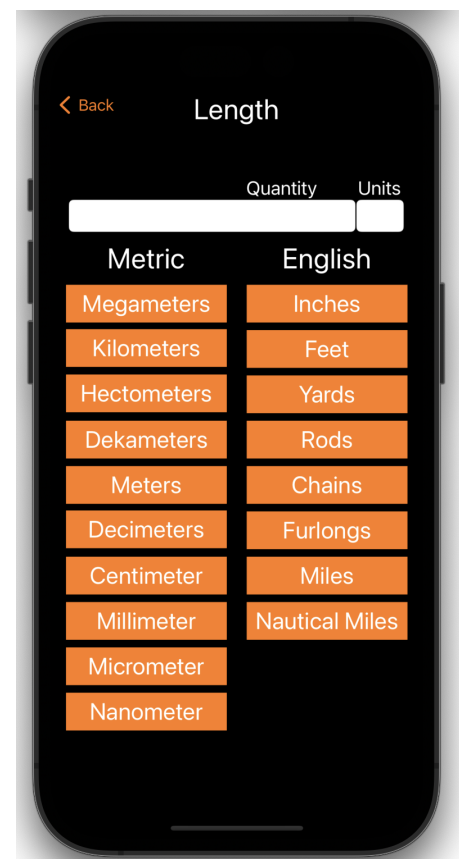 Back
Length
Quantity Units
Metric English
Megameters Inches
Kilometers Feet
Hectometers Yards
Dekameters Rods
Meters Chains
Decimeters Furlongs
Centimeter Miles
Millimeter Nautical Miles
Micrometer
Nanometer